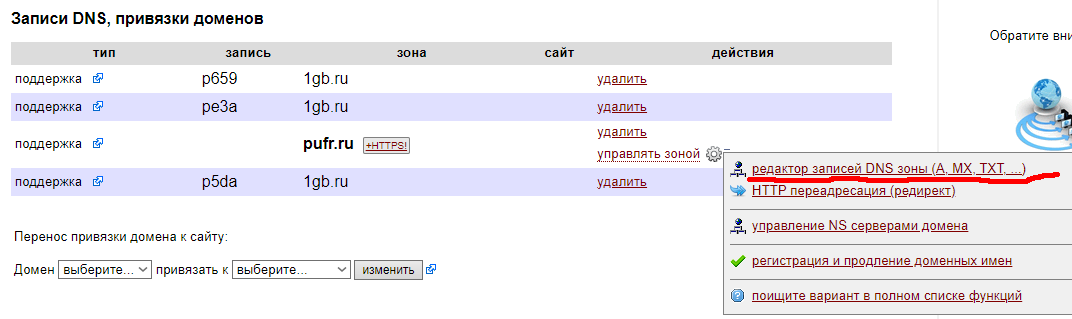 Записи DNS, привязки доменов
Обратите вни
тип запись зона сайт действия
поддержка p659 1gb.ru удалить
поддержка pe3a 1gb.ru удалить
поддержка pufr.ru +HTTPS! удалить
управлять зоной
поддержка p5da 1gb.ru удалить
редактор записей DNS зоны (A, MX, TXT, ...)
HTTP переадресация (редирект)
управление NS серверами домена
регистрация и продление доменных имен
поищите вариант в полном списке функций
Перенос привязки домена к сайту:
Домен выберите... привязать к выберите... изменить